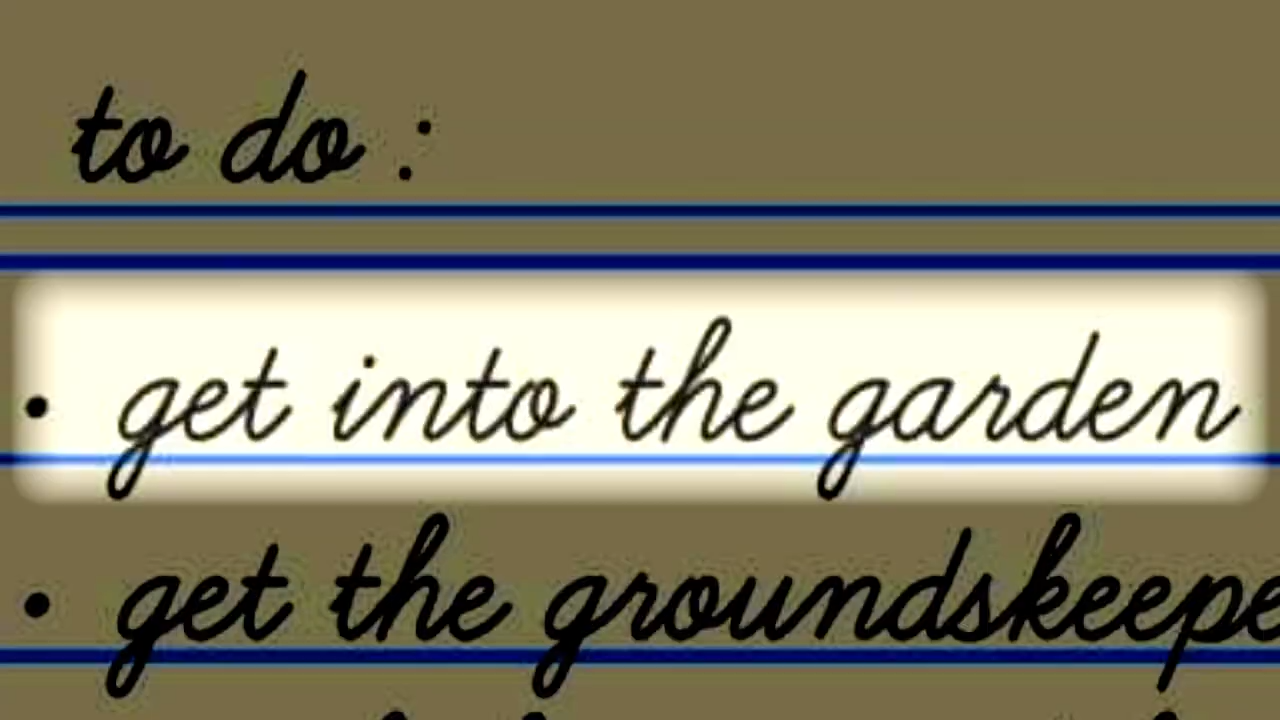 to do :
• get into the garden
• get the groundskeepe